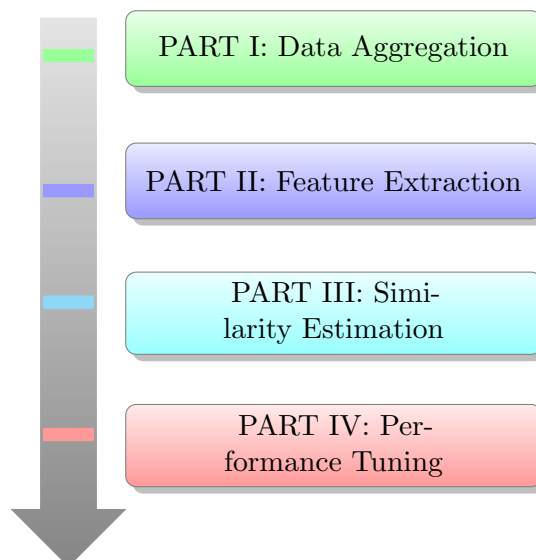 PART I: Data Aggregation
PART II: Feature Extraction
PART III: Simi-
larity Estimation
PART IV: Per-
formance Tuning